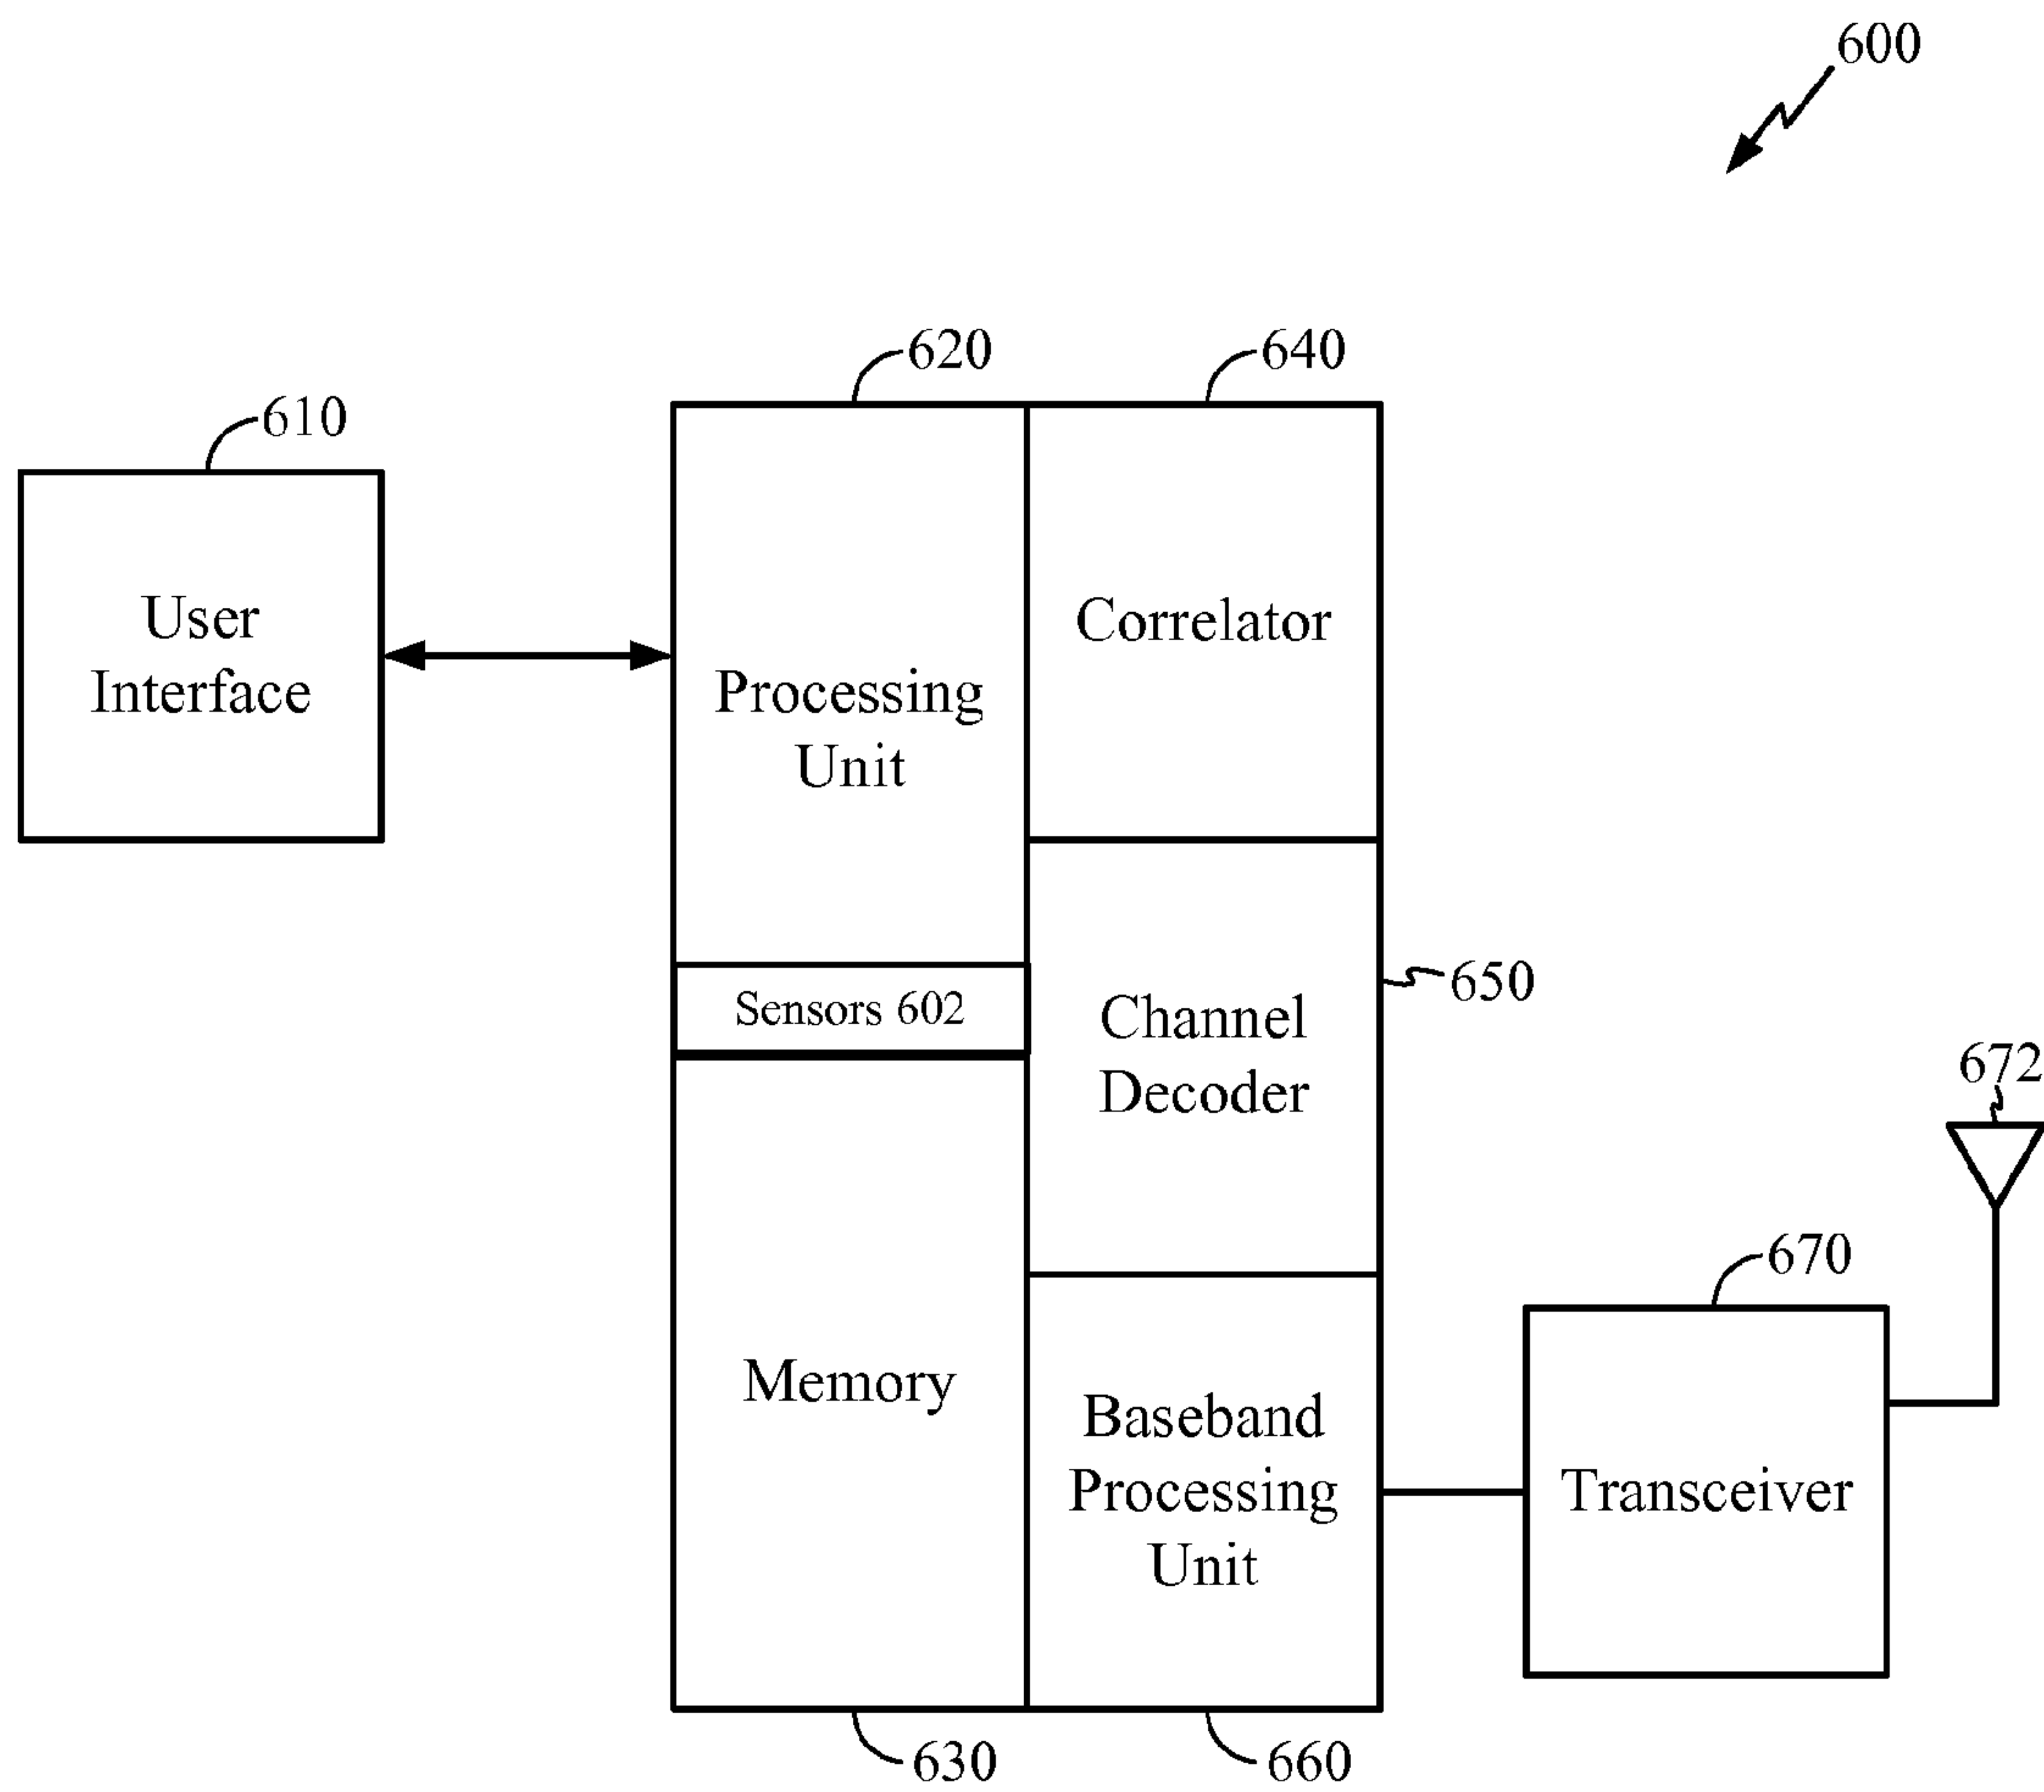 600
620
640
610
User
Interface
Processing
Unit
Correlator
Sensors 602
Channel
Decoder
650
672
670
Memory
Baseband
Processing
Unit
Transceiver
630
660